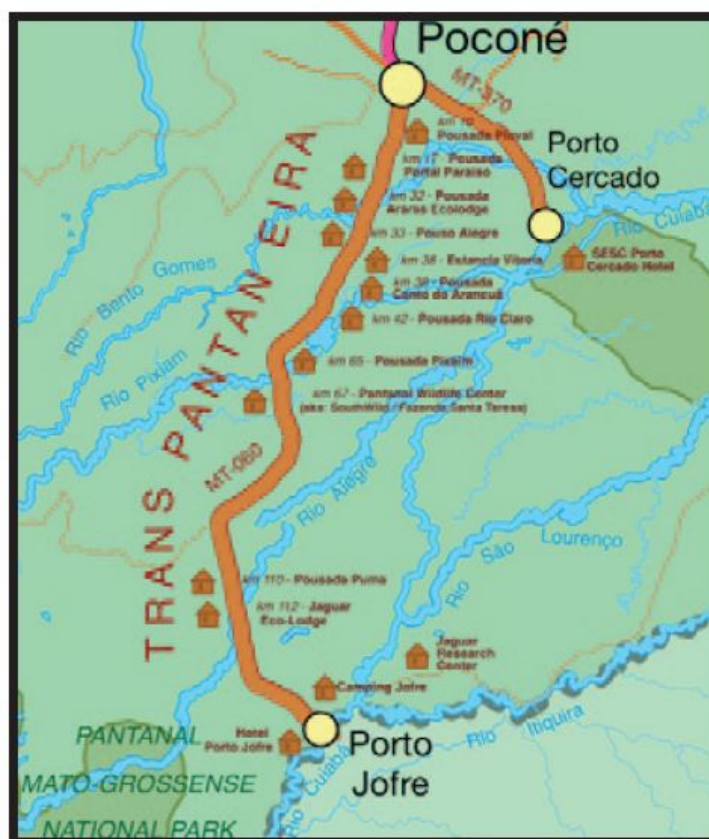 Poconé
MT-370
km 10
Pousada Piuval
Porto
Cercado
km 17 - Pousada
Portal Paraiso
km 32 - Pousada
Araras Ecolodge
Rio Cuiabá
km 33 - Pouso Alegre
km 38 - Estancia Vitoria
SESC Porto
Cercado Hotel
Rio Bento Gomes
km 39 - Pousada
Canto do Arancuã
km 42 - Pousada Rio Claro
TRANS PANTANEIRA
Rio Pixiam
km 65 - Pousada Pixaim
km 67 - Pantanal Wildlife Center
(aka: SouthWild / Fazenda Santa Teresa)
MT-060
Rio Alegre
Rio São Lourenço
km 110 - Pousada Puma
km 112 - Jaguar
Eco-Lodge
Jaguar
Research
Center
Camping Jofre
PANTANAL
MATO-GROSSENSE
NATIONAL PARK
Hotel
Porto Jofre
Porto
Jofre
Rio Itiquira
Rio Cuiabá